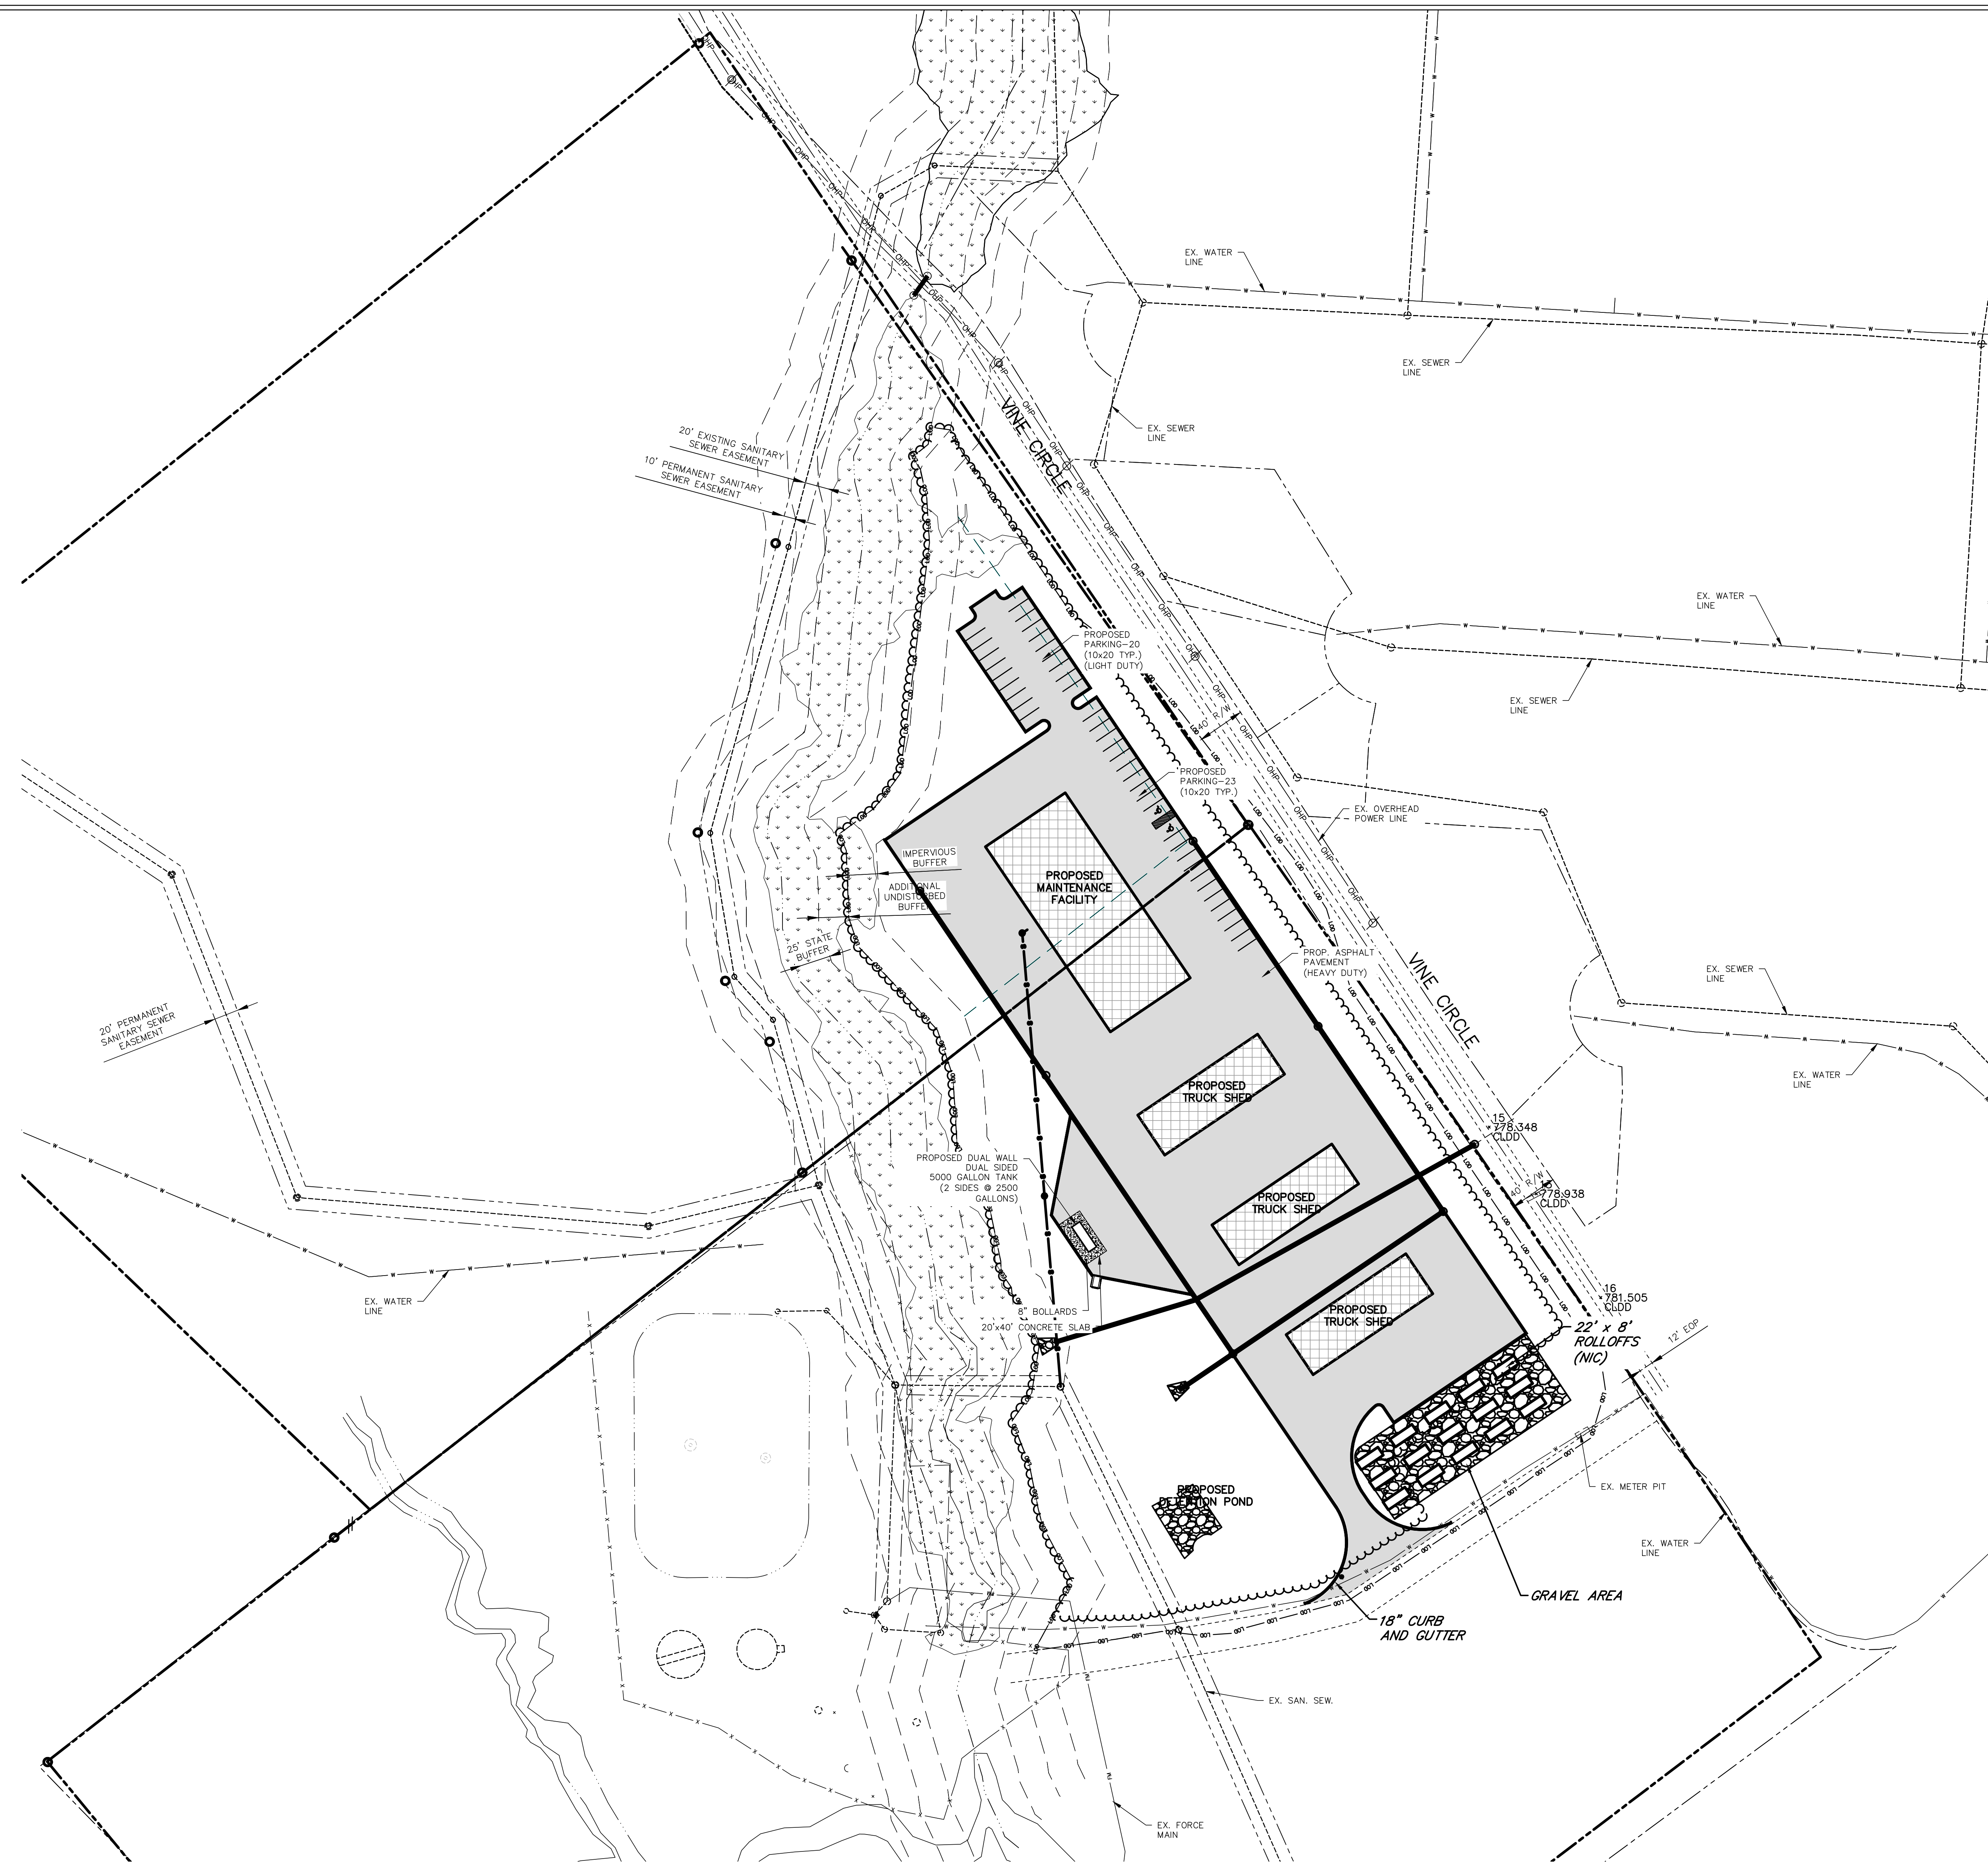 EX. WATER
LINE
EX. SEWER
LINE
VINE CIRCLE
EX. SEWER
LINE
20' EXISTING SANITARY
SEWER EASEMENT
10' PERMANENT SANITARY
SEWER EASEMENT
EX. WATER
LINE
PROPOSED
PARKING-20
(10x20 TYP.)
(LIGHT DUTY)
EX. SEWER
LINE
40' R/W
PROPOSED
PARKING-23
(10x20 TYP.)
EX. OVERHEAD
POWER LINE
IMPERVIOUS
BUFFER
ADDITIONAL
UNDISTURBED
BUFFER
PROPOSED
MAINTENANCE
FACILITY
25' STATE
BUFFER
PROP. ASPHALT
PAVEMENT
(HEAVY DUTY)
VINE CIRCLE
EX. SEWER
LINE
20' PERMANENT
SANITARY SEWER
EASEMENT
EX. WATER
LINE
PROPOSED
TRUCK SHED
15
778.348
CLDD
PROPOSED DUAL WALL
DUAL SIDED
5000 GALLON TANK
(2 SIDES @ 2500
GALLONS)
PROPOSED
TRUCK SHED
40' R/W
778.938
CLDD
EX. WATER
LINE
8" BOLLARDS
20'x40' CONCRETE SLAB
PROPOSED
TRUCK SHED
16
781.505
CLDD
22' x 8'
ROLLOFFS
(NIC)
12' EOP
PROPOSED
DETENTION POND
EX. METER PIT
EX. WATER
LINE
GRAVEL AREA
18" CURB
AND GUTTER
EX. SAN. SEW.
EX. FORCE
MAIN